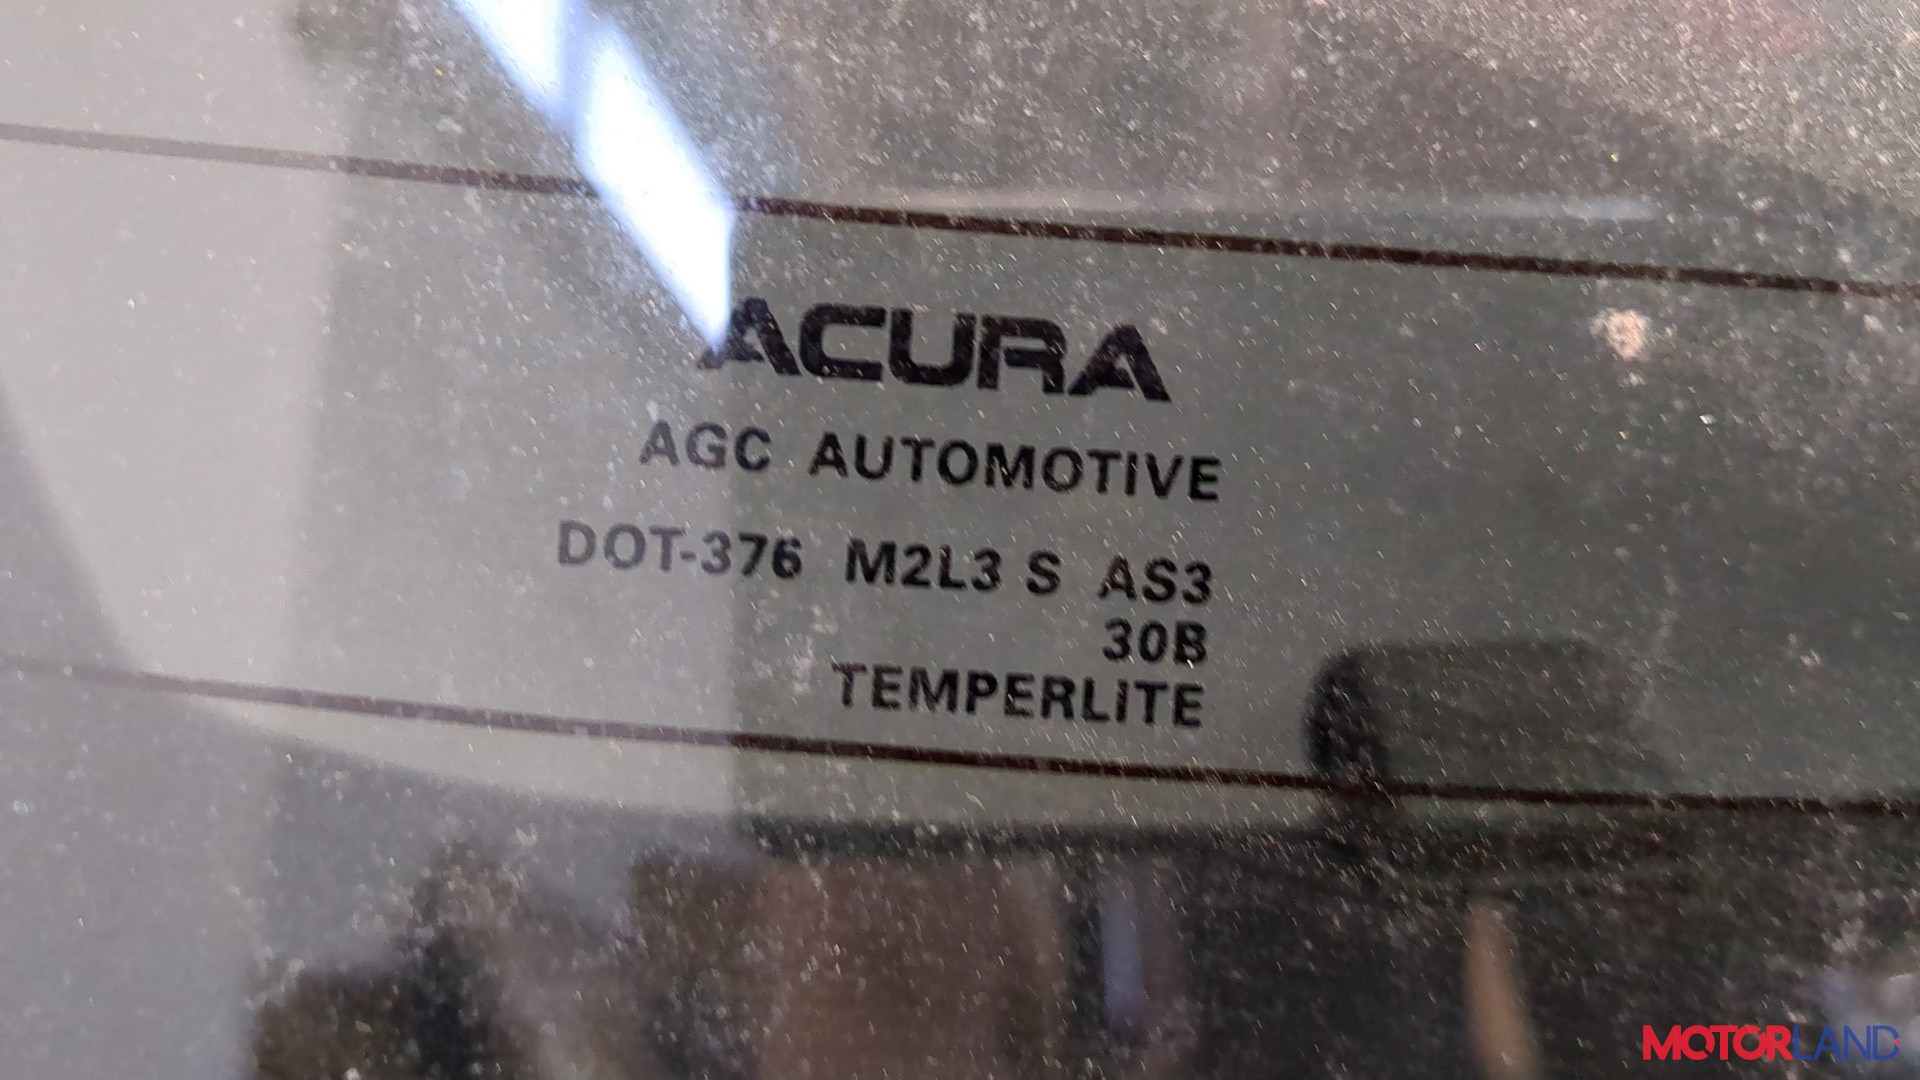 ACURA
AGC AUTOMOTIVE
DOT-376 M2L3 S AS3
30B
TEMPERLITE
MOTORLAND